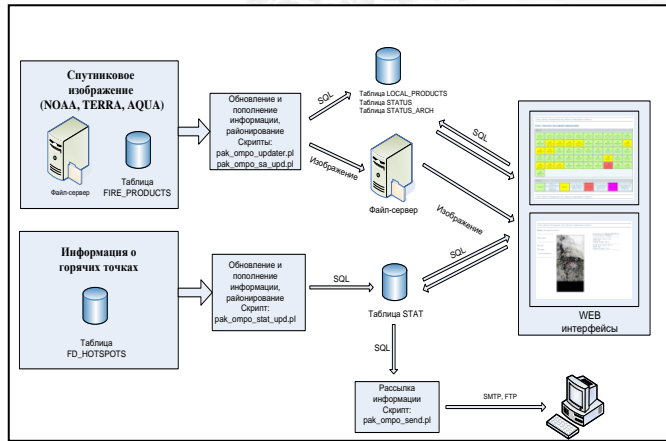 Спутниковое
изображение
(NOAA, TERRA, AQUA)
Файл-сервер
Таблица
FIRE_PRODUCTS
Обновление и
пополнение
информации,
районирование
Скрипты:
pak_ompo_updater.pl
pak_ompo_sa_upd.pl
SQL
Изображение
Таблица LOCAL_PRODUCTS
Таблица STATUS
Таблица STATUS_ARCH
Файл-сервер
SQL
Изображение
SQL
WEB
интерфейсы
Информация о
горячих точках
Таблица
FD_HOTSPOTS
Обновление и
пополнение
информации,
районирование
Скрипт:
pak_ompo_stat_upd.pl
SQL
Таблица STAT
SQL
Рассылка
информации
Скрипт:
pak_ompo_send.pl
SMTP, FTP